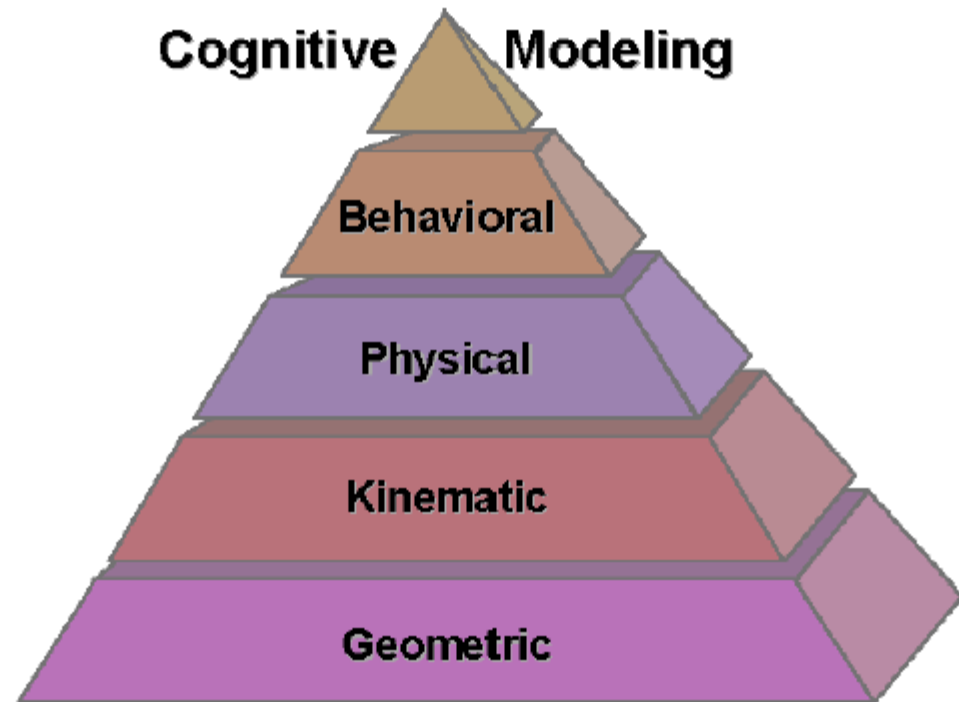 Cognitive Modeling
Behavioral
Physical
Kinematic
Geometric